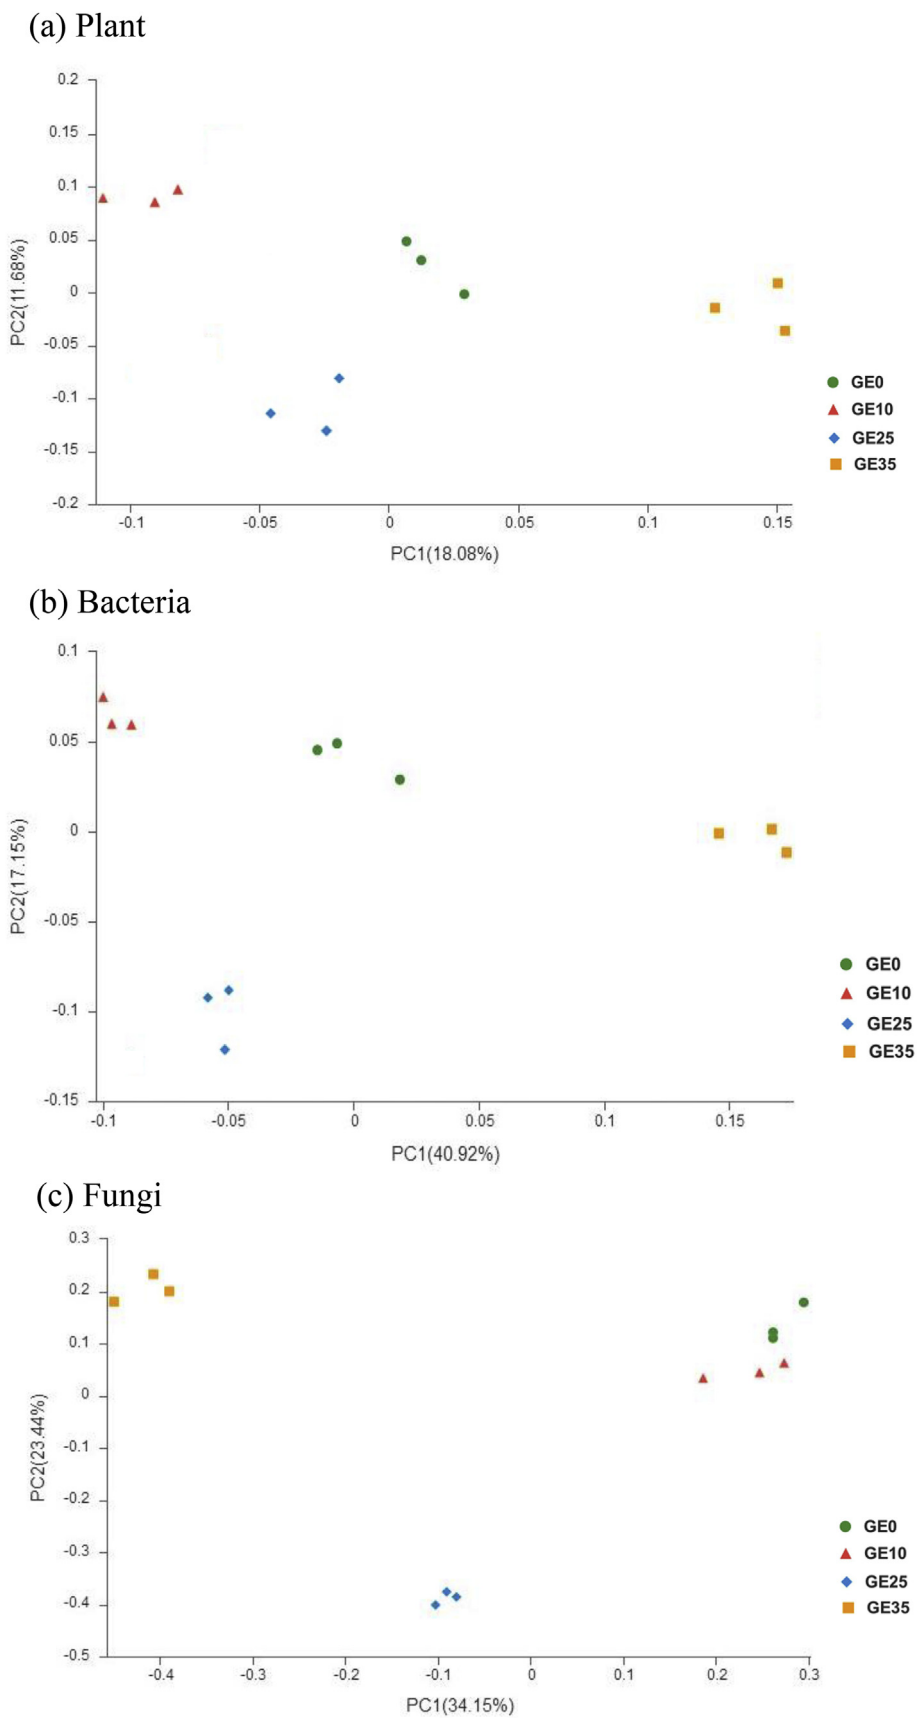 (a) Plant
0.2
0.15
0.1
0.05
0
-0.05
-0.1
-0.15
-0.2
PC2(11.68%)
-0.1 -0.05 0 0.05 0.1 0.15
PC1(18.08%)
GE0
GE10
GE25
GE35
(b) Bacteria
0.1
0.05
0
-0.05
-0.1
-0.15
PC2(17.15%)
-0.1 -0.05 0 0.05 0.1 0.15
PC1(40.92%)
GE0
GE10
GE25
GE35
(c) Fungi
0.3
0.2
0.1
0
-0.1
-0.2
-0.3
-0.4
-0.5
PC2(23.44%)
-0.4 -0.3 -0.2 -0.1 0 0.1 0.2 0.3
PC1(34.15%)
GE0
GE10
GE25
GE35